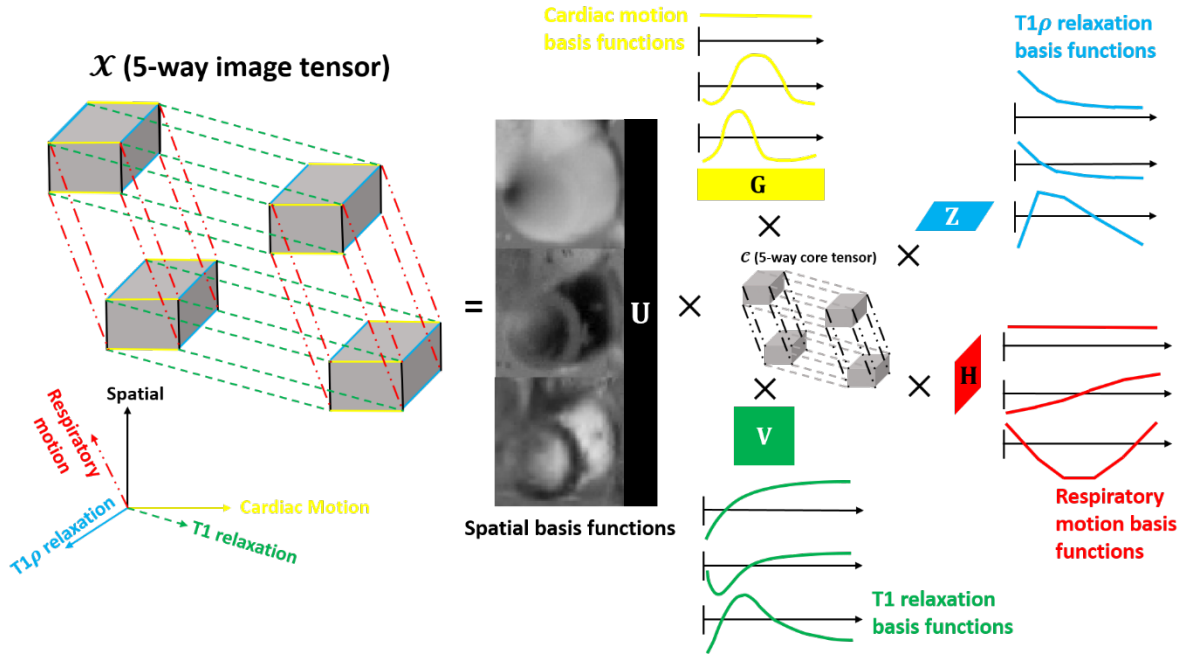 𝒳 (5-way image tensor)
Spatial
Respiratory
motion
T1ρ relaxation
Cardiac Motion
T1 relaxation
=
U
Spatial basis functions
×
Cardiac motion
basis functions
G
×
𝒞 (5-way core tensor)
×
V
T1 relaxation
basis functions
×
Z
T1ρ relaxation
basis functions
×
H
Respiratory
motion basis
functions